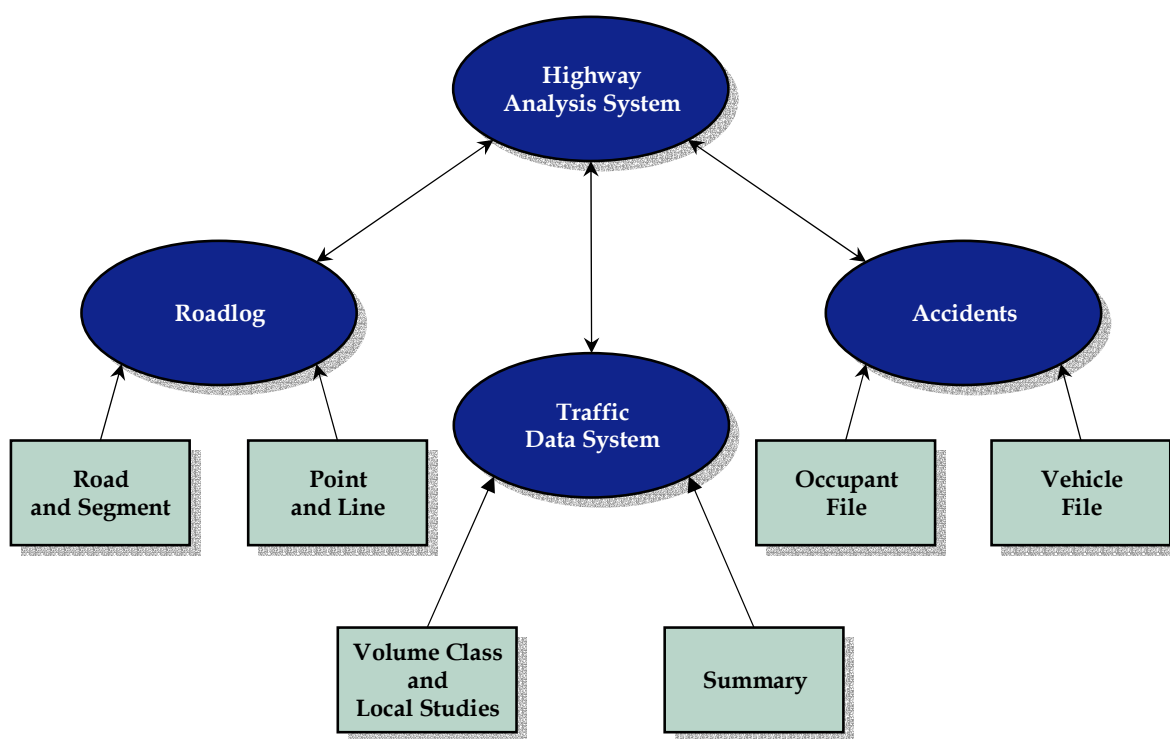 Highway
Analysis System
Roadlog
Accidents
Traffic
Data System
Road
and Segment
Point
and Line
Occupant
File
Vehicle
File
Volume Class
and
Local Studies
Summary